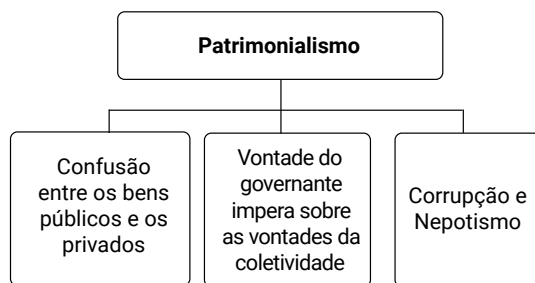 Patrimonialismo
Confusão
entre os bens
públicos e os
privados
Vontade do
governante
impera sobre
as vontades da
coletividade
Corrupção e
Nepotismo